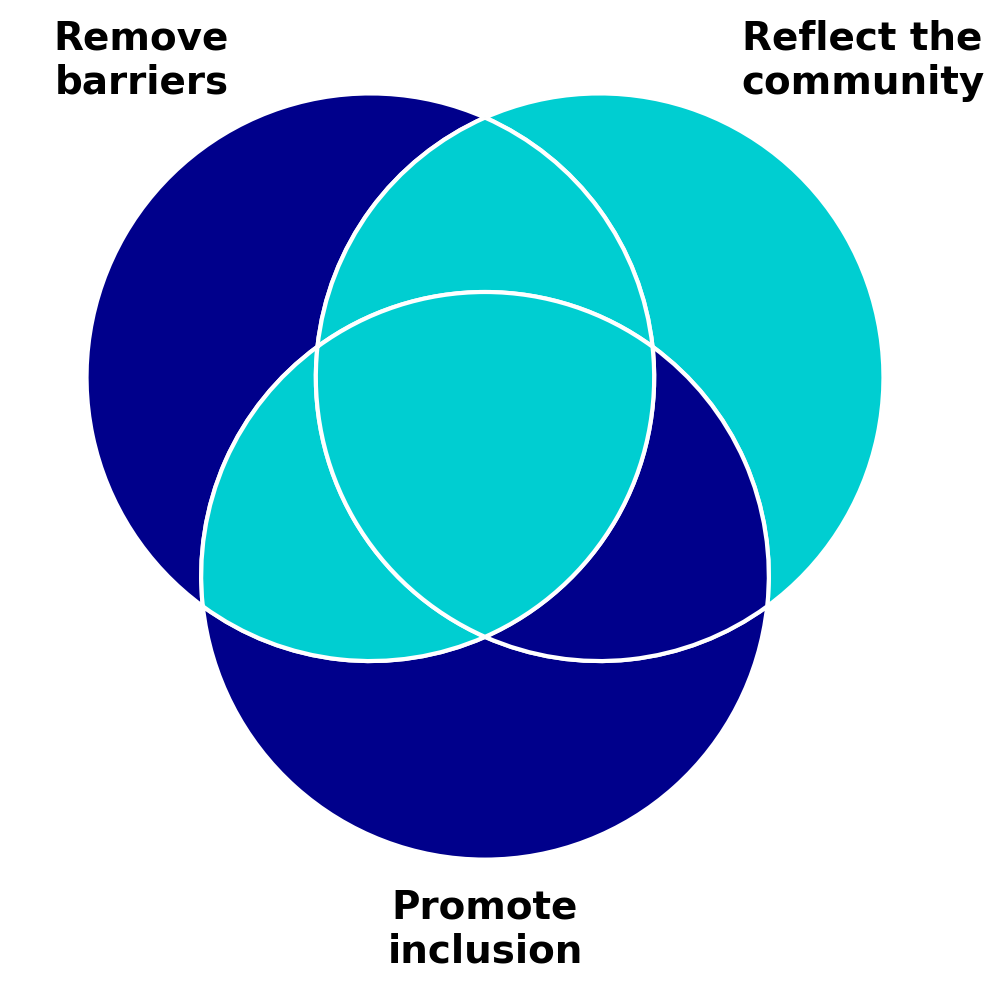 Remove
barriers
Reflect the
community
Promote
inclusion